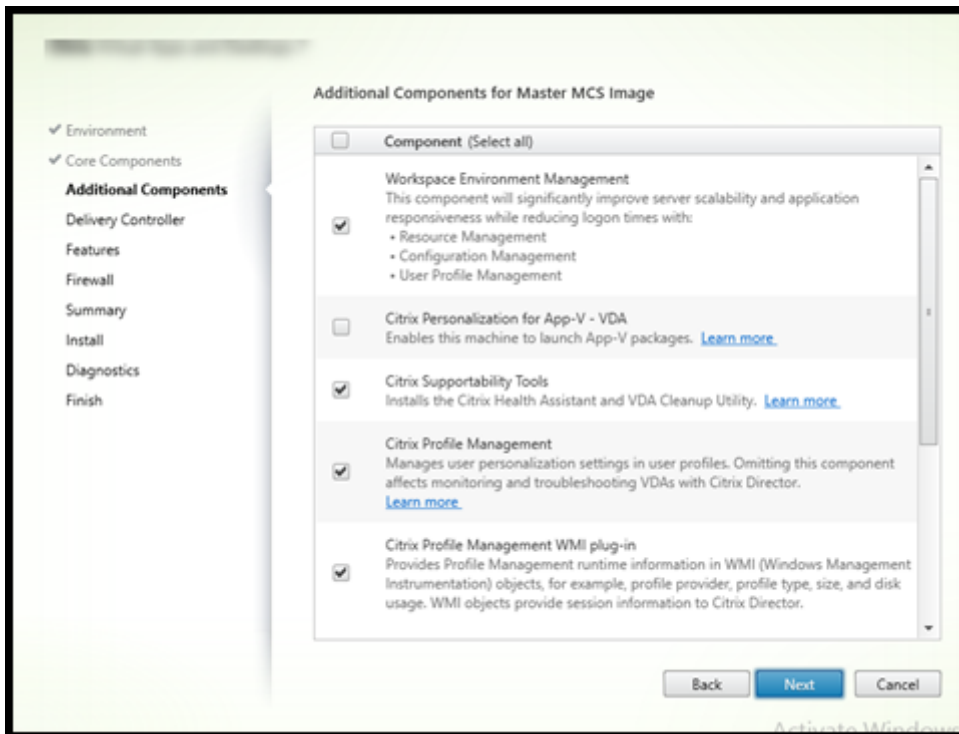 Additional Components for Master MCS Image
Environment
Core Components
Additional Components
Delivery Controller
Features
Firewall
Summary
Install
Diagnostics
Finish
Component (Select all)
Workspace Environment Management
This component will significantly improve server scalability and application
responsiveness while reducing logon times with:
• Resource Management
• Configuration Management
• User Profile Management
Citrix Personalization for App-V - VDA
Enables this machine to launch App-V packages. Learn more
Citrix Supportability Tools
Installs the Citrix Health Assistant and VDA Cleanup Utility. Learn more
Citrix Profile Management
Manages user personalization settings in user profiles. Omitting this component
affects monitoring and troubleshooting VDAs with Citrix Director.
Learn more
Citrix Profile Management WMI plug-in
Provides Profile Management runtime information in WMI (Windows Management
Instrumentation) objects, for example, profile provider, profile type, size, and disk
usage. WMI objects provide session information to Citrix Director.
Back Next Cancel
Activate Windows